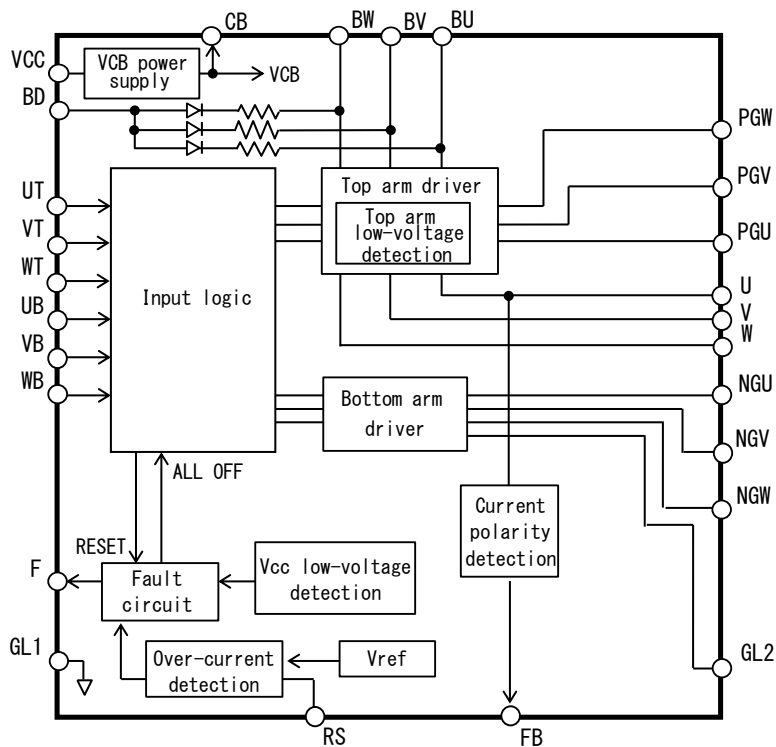 CB
BW
BV
BU
VCC
VCB power
supply
VCB
BD
PGW
UT
Top arm driver
PGV
VT
Top arm
low-voltage
detection
PGU
WT
Input logic
U
UB
V
W
VB
WB
Bottom arm
driver
NGU
NGV
ALL OFF
NGW
Current
polarity
detection
RESET
F
Fault
circuit
Vcc low-voltage
detection
GL1
Over-current
detection
Vref
GL2
RS
FB